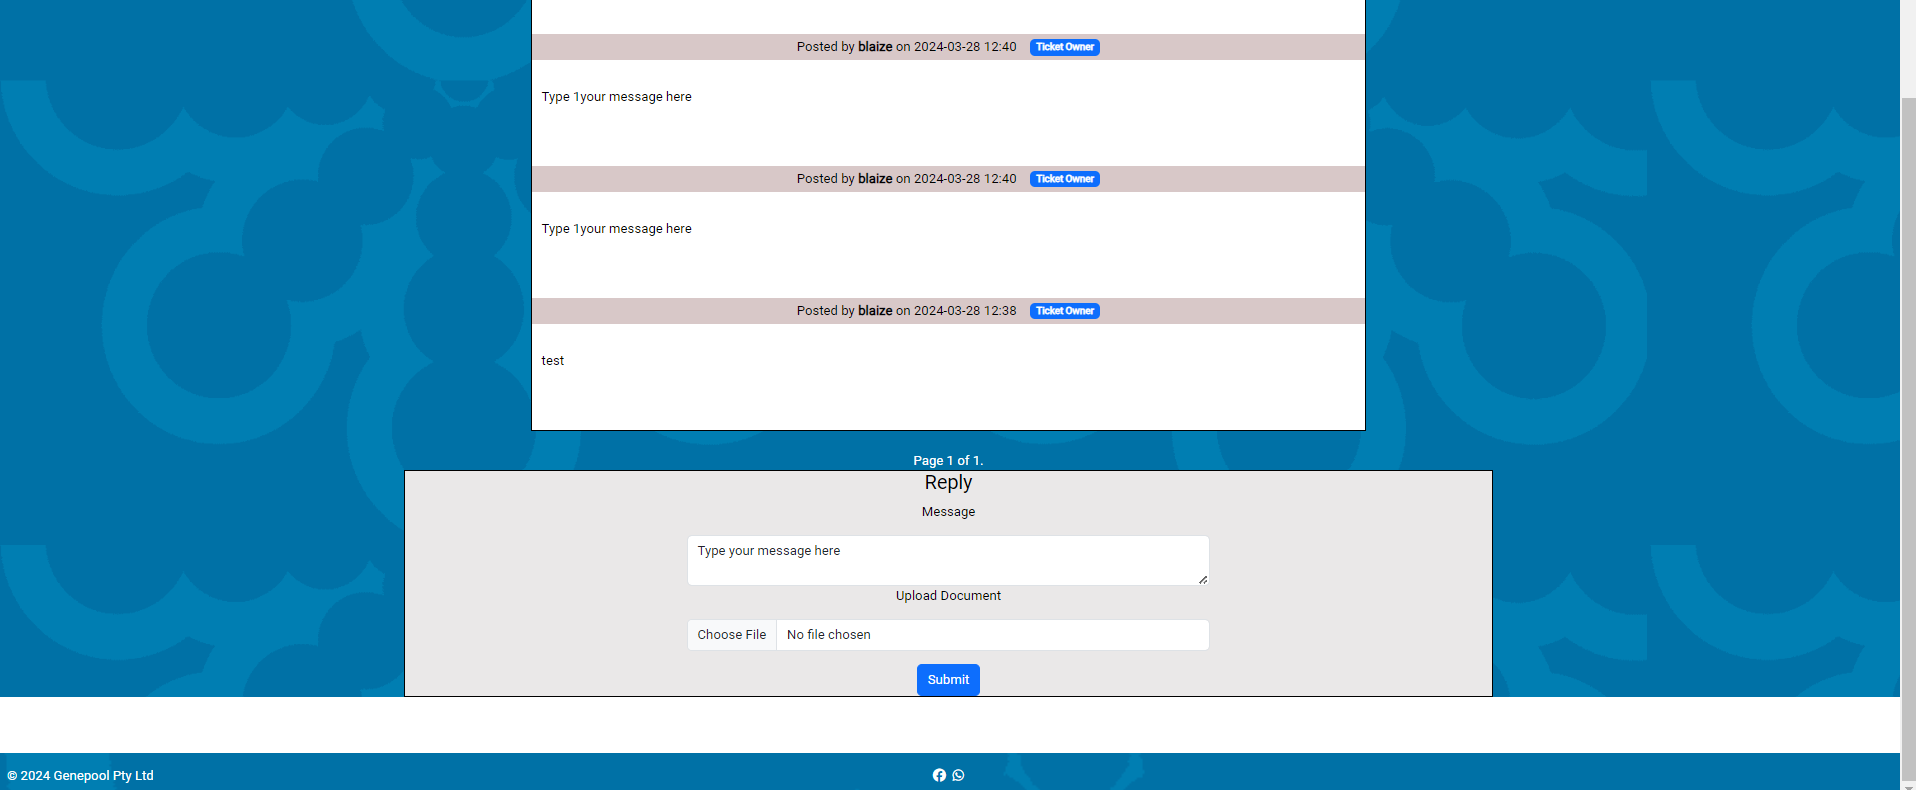 Posted by blaize on 2024-03-28 12:40 Ticket Owner
Type 1your message here
Posted by blaize on 2024-03-28 12:40 Ticket Owner
Type 1your message here
Posted by blaize on 2024-03-28 12:38 Ticket Owner
test
Page 1 of 1.
Reply
Message
Type your message here
Upload Document
Choose File No file chosen
Submit
© 2024 Genepool Pty Ltd